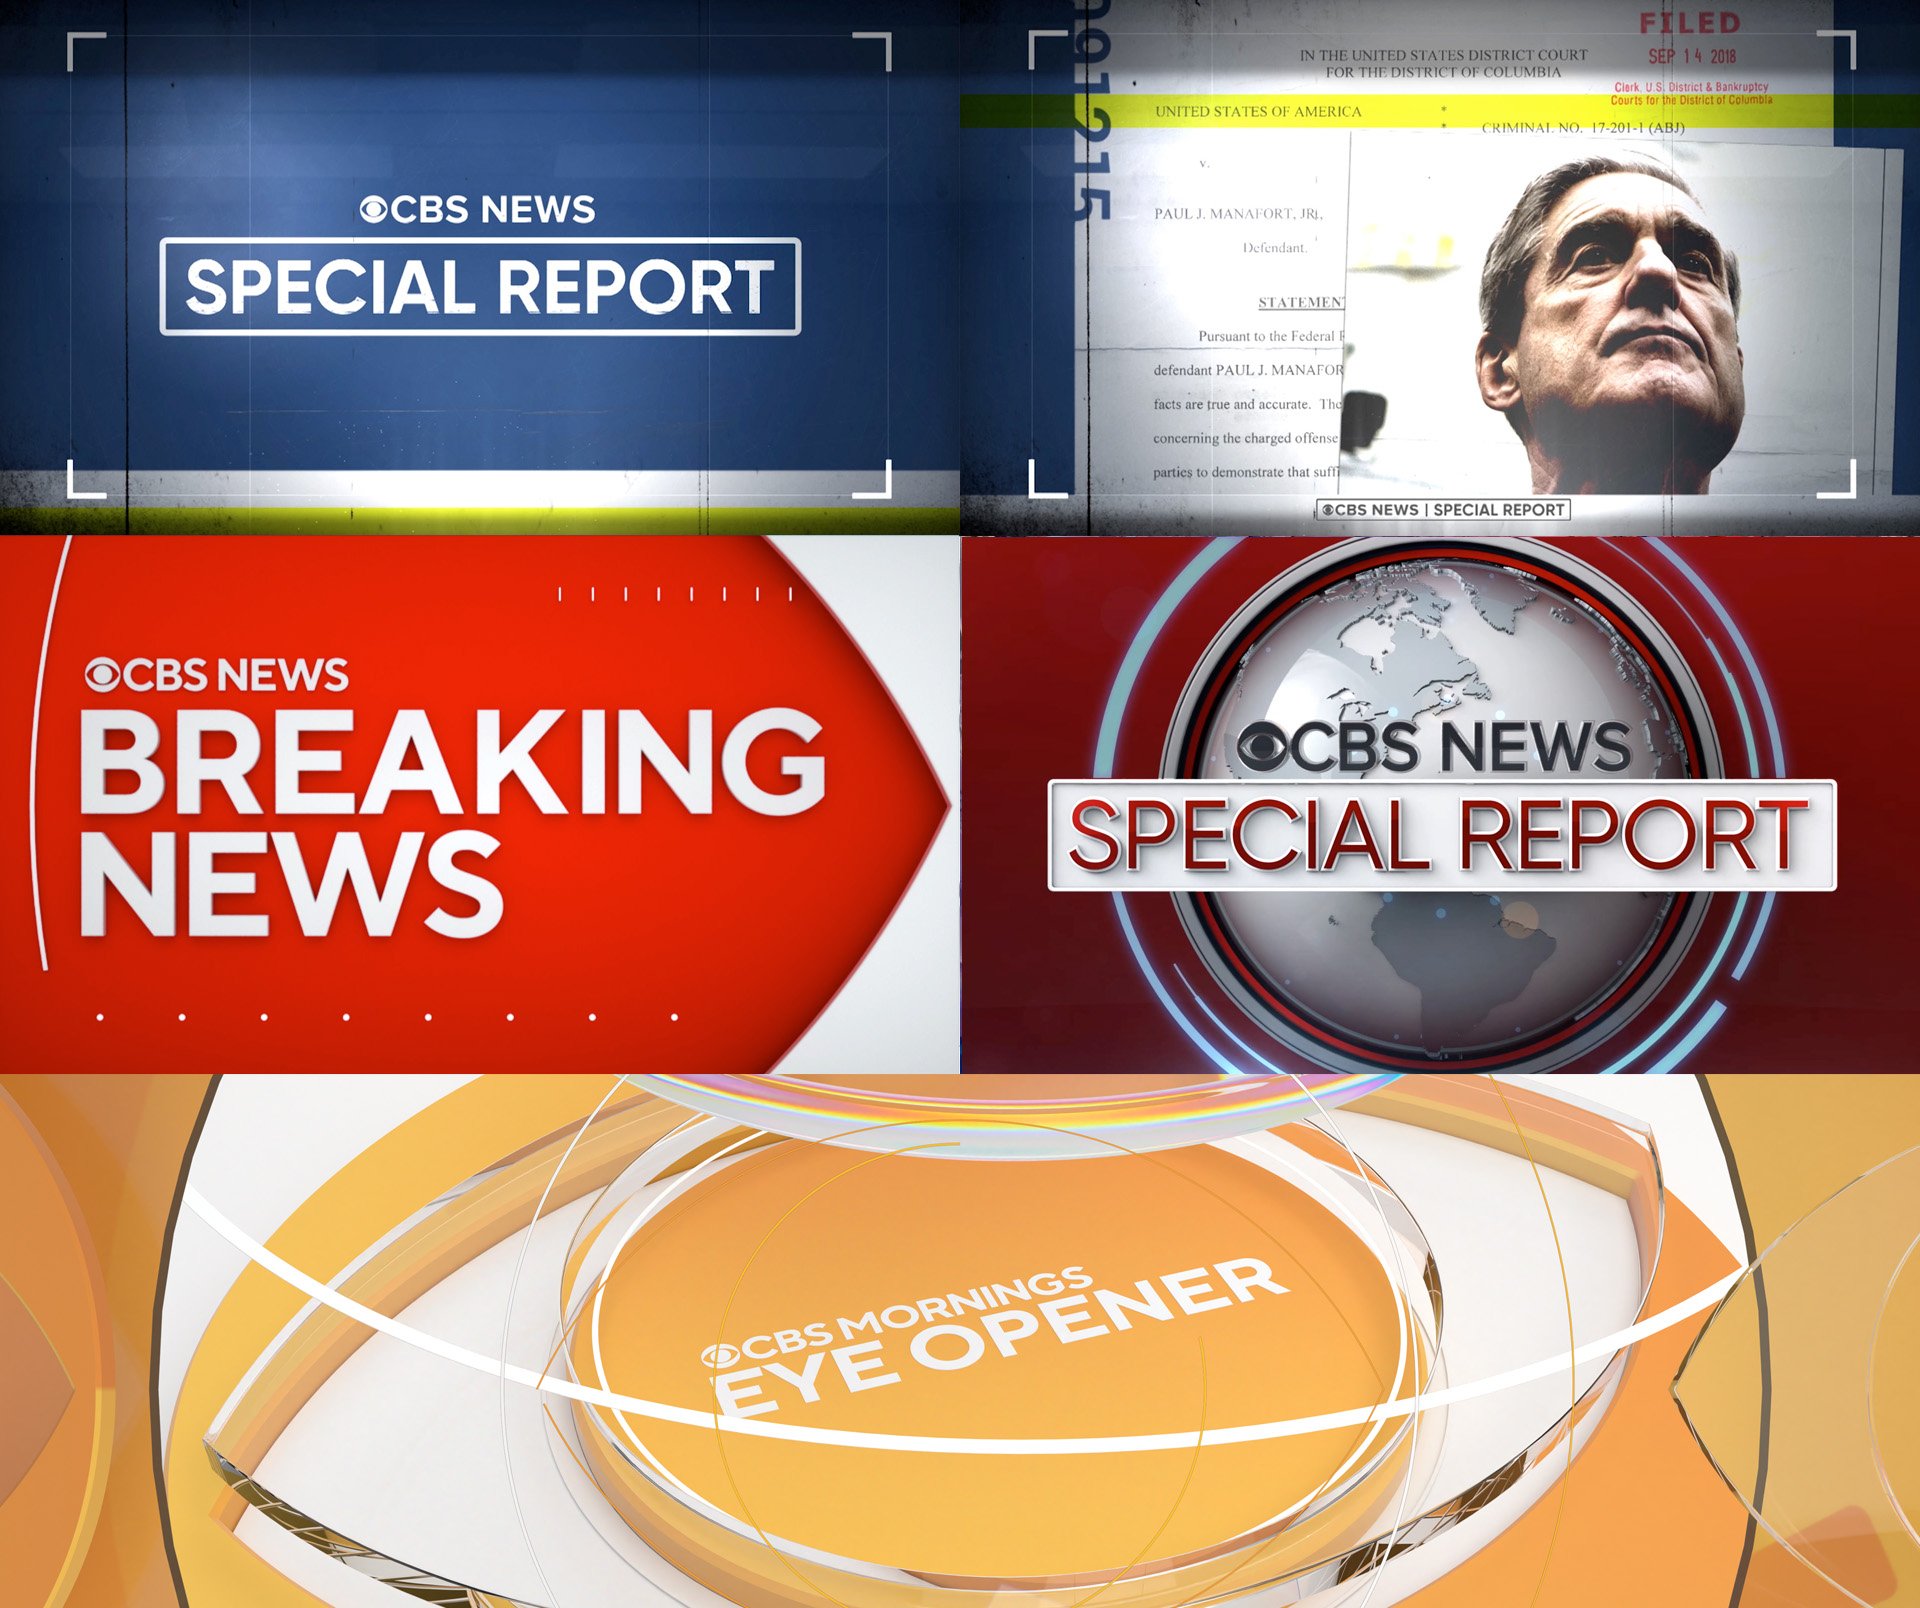 CBS NEWS
SPECIAL REPORT
091215
FILED
SEP 14 2018
Clerk, U.S. District & Bankruptcy
Courts for the District of Columbia
IN THE UNITED STATES DISTRICT COURT
FOR THE DISTRICT OF COLUMBIA
UNITED STATES OF AMERICA *
* CRIMINAL NO. 17-201-1 (ABJ)
v.
PAUL J. MANAFORT, JR.,
Defendant.
STATEMENT
Pursuant to the Federal
defendant PAUL J. MANAFOR
facts are true and accurate. The
concerning the charged offense
parties to demonstrate that suffi
CBS NEWS | SPECIAL REPORT
CBS NEWS
BREAKING
NEWS
CBS NEWS
SPECIAL REPORT
CBS MORNINGS
EYE OPENER